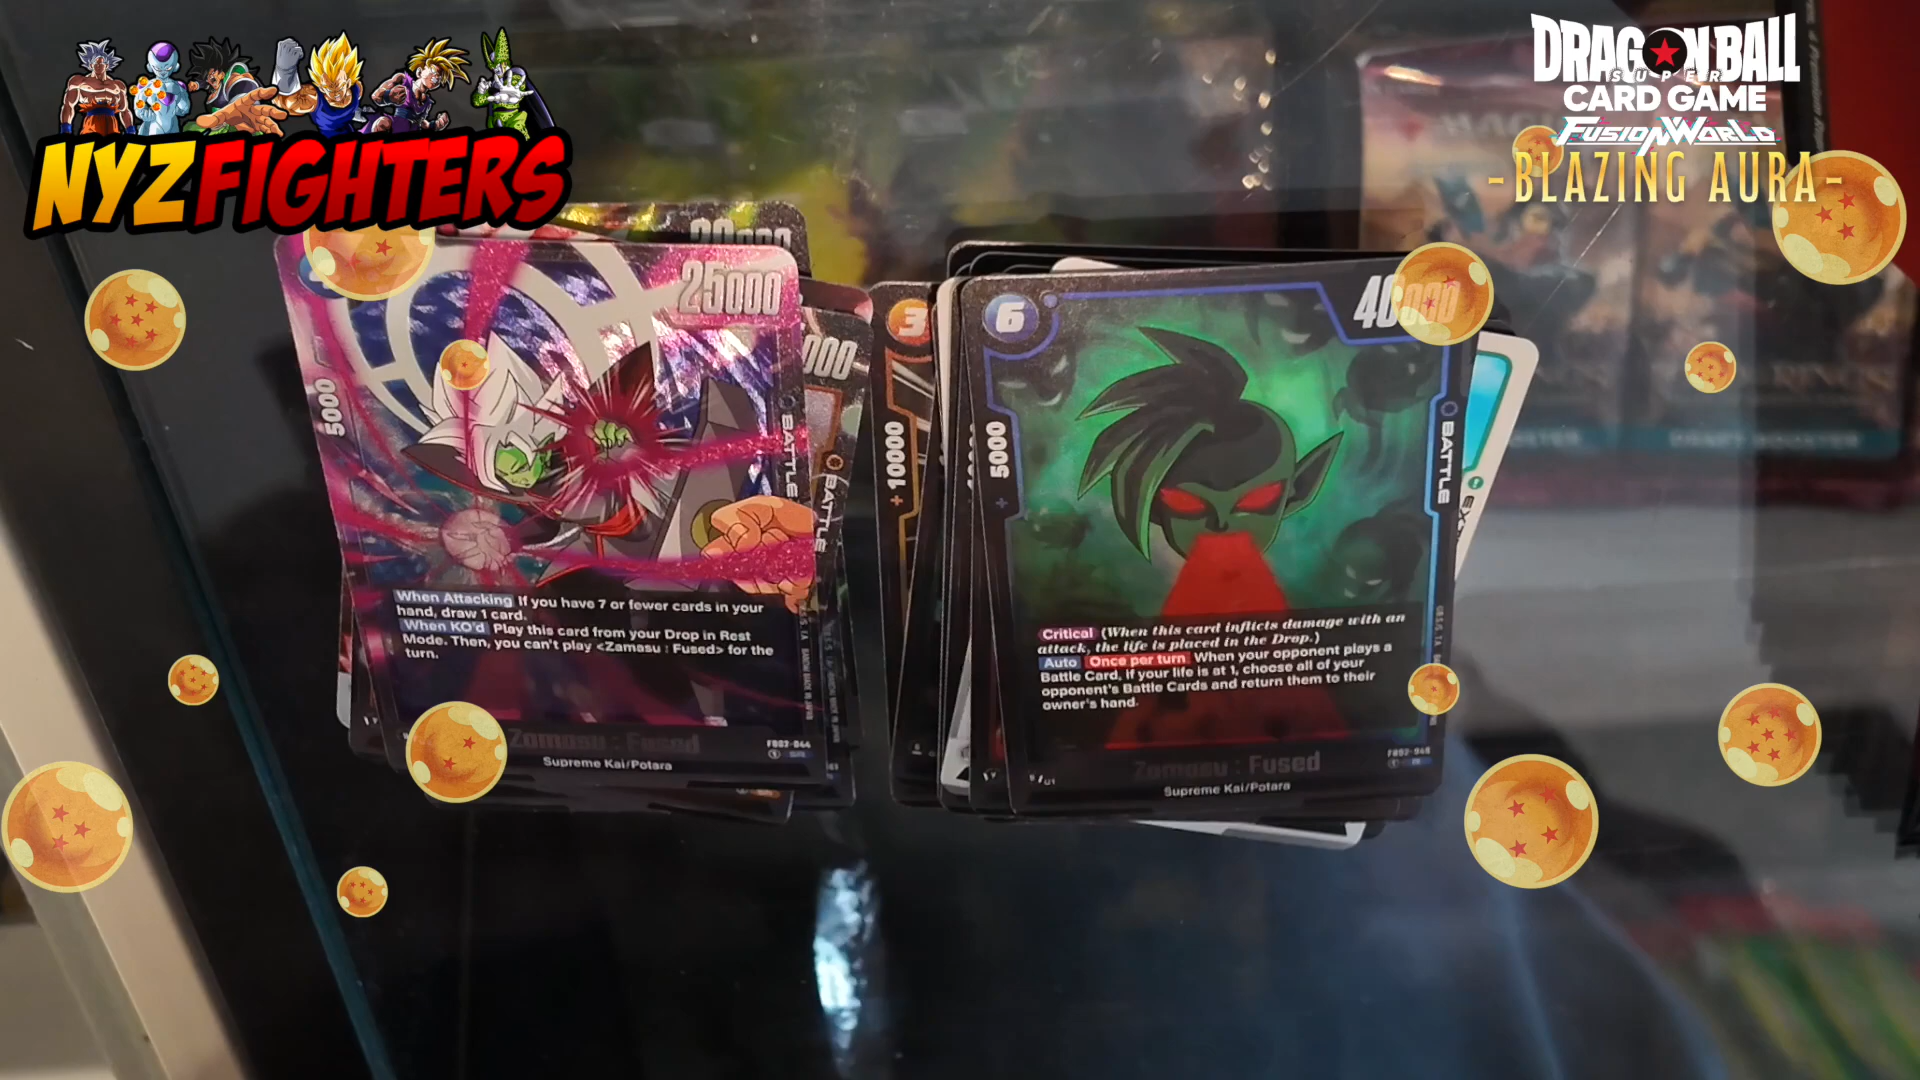 NYZFIGHTERS
DRAGON BALL
SUPER
CARD GAME
FUSION WORLD
-BLAZING AURA-
25000
5000
BATTLE
When Attacking If you have 7 or fewer cards in your
hand, draw 1 card.
When KO'd Play this card from your Drop in Rest
Mode. Then, you can't play <Zamasu : Fused> for the
turn.
Zamasu : Fused
Supreme Kai/Potara
FB02-044
BATTLE
3
+10000
6
40000
5000
+
BATTLE
Critical (When this card inflicts damage with an
attack, the life is placed in the Drop.)
Auto Once per turn When your opponent plays a
Battle Card, if your life is at 1, choose all of your
opponent's Battle Cards and return them to their
owner's hand.
Zamasu : Fused
Supreme Kai/Potara